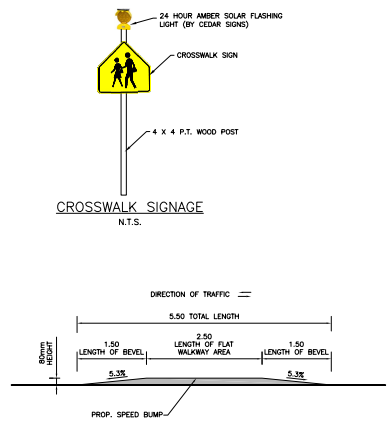 24 HOUR AMBER SOLAR FLASHING
LIGHT (BY CEDAR SIGNS)
CROSSWALK SIGN
4 X 4 P.T. WOOD POST
CROSSWALK SIGNAGE
N.T.S.
DIRECTION OF TRAFFIC
5.50 TOTAL LENGTH
1.50
LENGTH OF BEVEL
2.50
LENGTH OF FLAT
WALKWAY AREA
1.50
LENGTH OF BEVEL
80mm
HEIGHT
5.3%
5.3%
PROP. SPEED BUMP